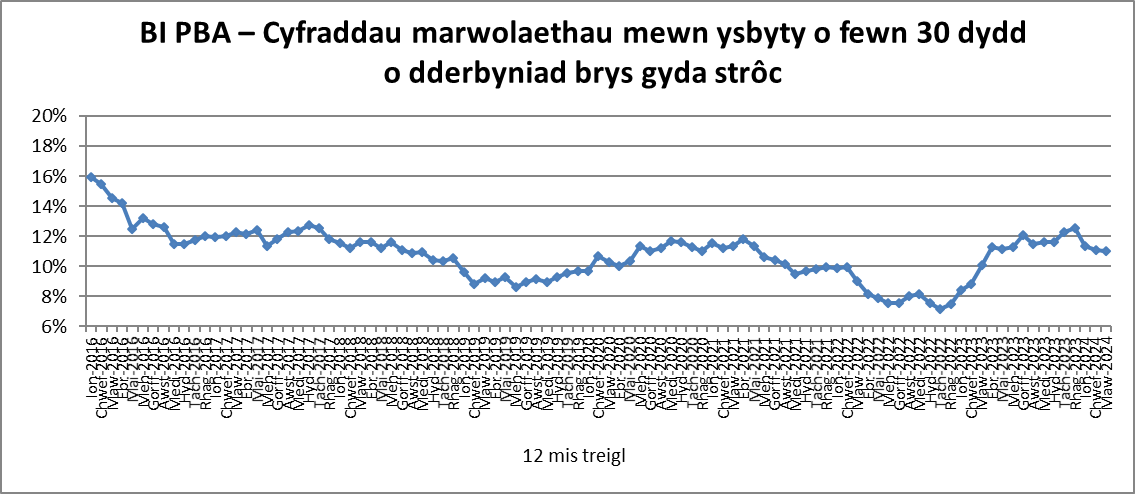 BI PBA – Cyfraddau marwolaethau mewn ysbyty o fewn 30 dydd
o dderbyniad brys gyda strôc
20%
18%
16%
14%
12%
10%
8%
6%
Ion-2016
Chwef-2016
Maw-2016
Epr-2016
Mai-2016
Meh-2016
Gorff-2016
Awst-2016
Medi-2016
Hyd-2016
Tach-2016
Rhag-2016
Ion-2017
Chwef-2017
Maw-2017
Epr-2017
Mai-2017
Meh-2017
Gorff-2017
Awst-2017
Medi-2017
Hyd-2017
Tach-2017
Rhag-2017
Ion-2018
Chwef-2018
Maw-2018
Epr-2018
Mai-2018
Meh-2018
Gorff-2018
Awst-2018
Medi-2018
Hyd-2018
Tach-2018
Rhag-2018
Ion-2019
Chwef-2019
Maw-2019
Epr-2019
Mai-2019
Meh-2019
Gorff-2019
Awst-2019
Medi-2019
Hyd-2019
Tach-2019
Rhag-2019
Ion-2020
Chwef-2020
Maw-2020
Epr-2020
Mai-2020
Meh-2020
Gorff-2020
Awst-2020
Medi-2020
Hyd-2020
Tach-2020
Rhag-2020
Ion-2021
Chwef-2021
Maw-2021
Epr-2021
Mai-2021
Meh-2021
Gorff-2021
Awst-2021
Medi-2021
Hyd-2021
Tach-2021
Rhag-2021
Ion-2022
Chwef-2022
Maw-2022
Epr-2022
Mai-2022
Meh-2022
Gorff-2022
Awst-2022
Medi-2022
Hyd-2022
Tach-2022
Rhag-2022
Ion-2023
Chwef-2023
Maw-2023
Epr-2023
Mai-2023
Meh-2023
Gorff-2023
Awst-2023
Medi-2023
Hyd-2023
Tach-2023
Rhag-2023
Ion-2024
Chwef-2024
Maw-2024
12 mis treigl